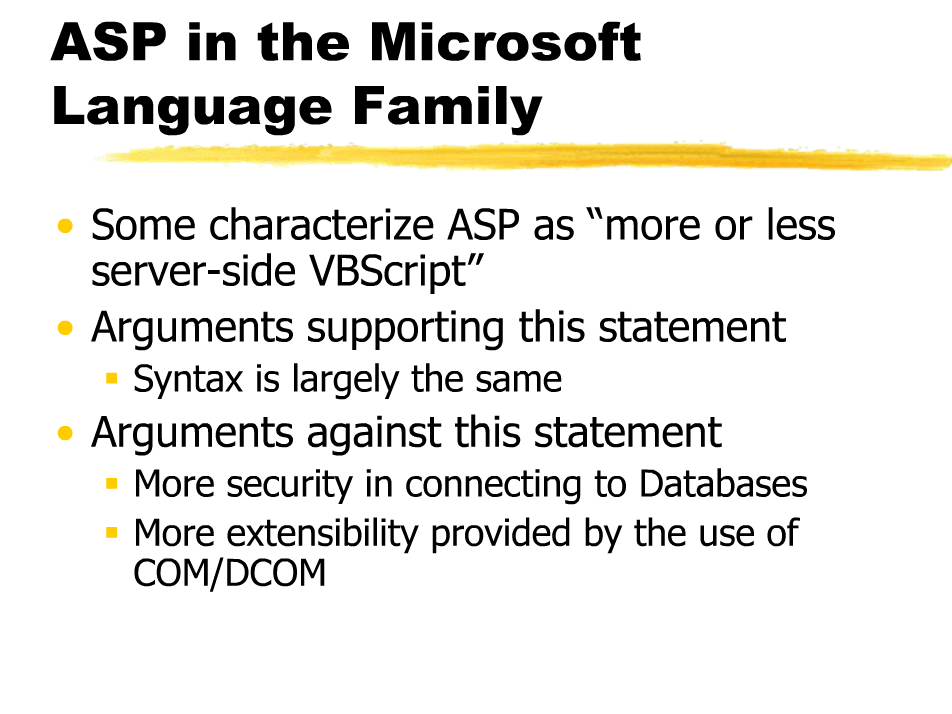 ASP in the Microsoft
Language Family
• Some characterize ASP as “more or less
server-side VBScript”
• Arguments supporting this statement
▪ Syntax is largely the same
• Arguments against this statement
▪ More security in connecting to Databases
▪ More extensibility provided by the use of
COM/DCOM